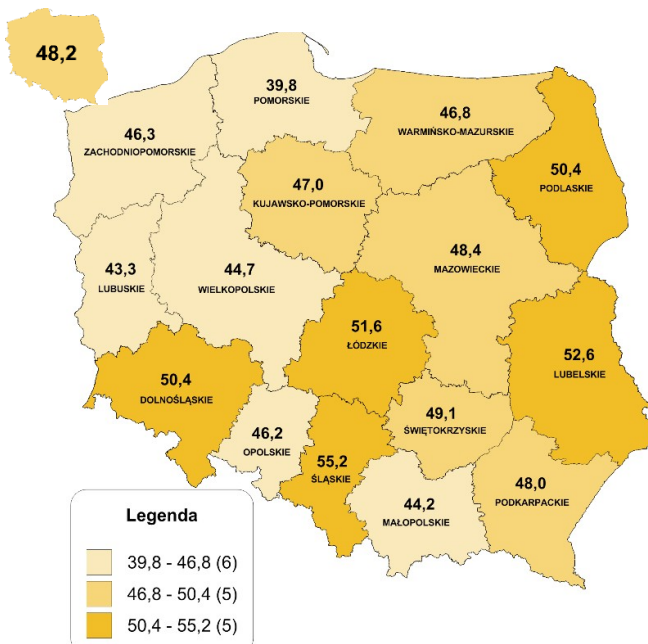 48,2
39,8
POMORSKIE
46,3
ZACHODNIOPOMORSKIE
46,8
WARMIŃSKO-MAZURSKIE
50,4
PODLASKIE
47,0
KUJAWSKO-POMORSKIE
48,4
MAZOWIECKIE
43,3
LUBUSKIE
44,7
WIELKOPOLSKIE
51,6
ŁÓDZKIE
52,6
LUBELSKIE
50,4
DOLNOŚLĄSKIE
46,2
OPOLSKIE
55,2
ŚLĄSKIE
49,1
ŚWIĘTOKRZYSKIE
44,2
MAŁOPOLSKIE
48,0
PODKARPACKIE
Legenda
39,8 - 46,8 (6)
46,8 - 50,4 (5)
50,4 - 55,2 (5)